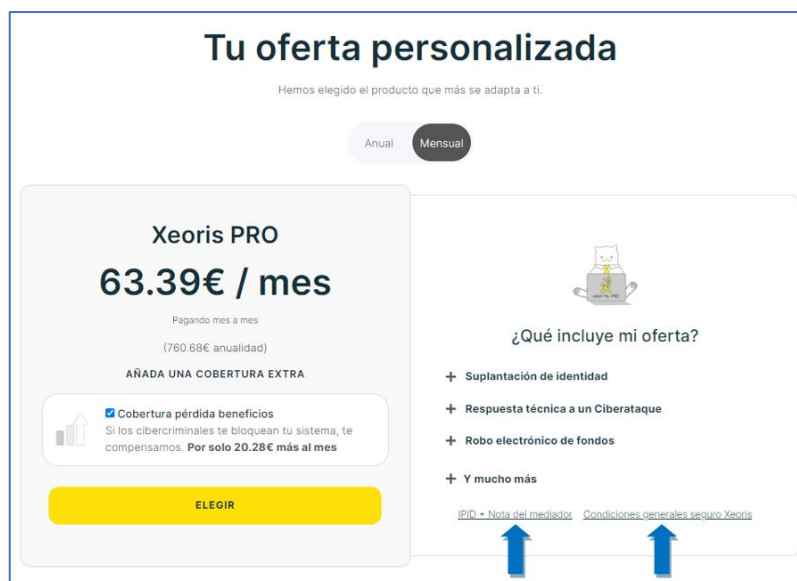 Tu oferta personalizada
Hemos elegido el producto que más se adapta a ti.
Anual
Mensual
Xeoris PRO
63.39€ / mes
Pagando mes a mes
(760.68€ anualidad)
AÑADA UNA COBERTURA EXTRA
Cobertura pérdida beneficios
Si los cibercriminales te bloquean tu sistema, te
compensamos. Por solo 20.28€ más al mes
ELEGIR
xeoris PRO
¿Qué incluye mi oferta?
+ Suplantación de identidad
+ Respuesta técnica a un Ciberataque
+ Robo electrónico de fondos
+ Y mucho más
IPID + Nota del mediador
Condiciones generales seguro Xeoris